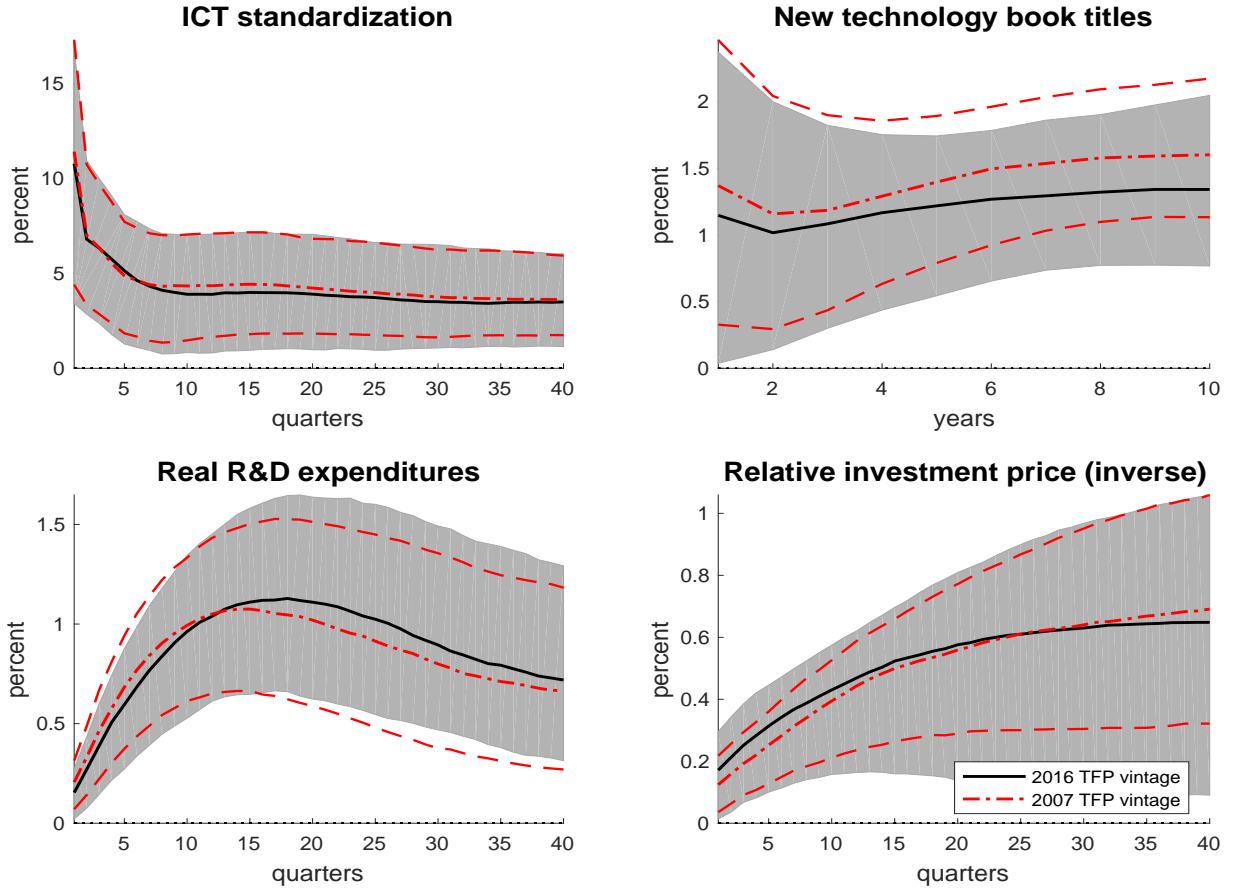 ICT standardization
percent
15
10
5
0
5 10 15 20 25 30 35 40
quarters
New technology book titles
percent
2
1.5
1
0.5
0
2 4 6 8 10
years
Real R&D expenditures
percent
1.5
1
0.5
0
5 10 15 20 25 30 35 40
quarters
Relative investment price (inverse)
percent
1
0.8
0.6
0.4
0.2
0
2016 TFP vintage
2007 TFP vintage
5 10 15 20 25 30 35 40
quarters